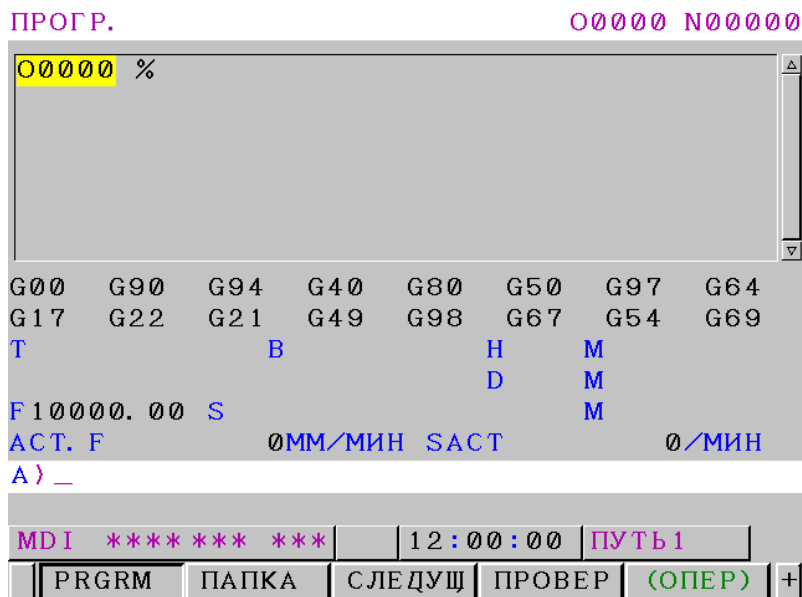 ПРОГР. O0000 N00000
O0000 %
G00 G90 G94 G40 G80 G50 G97 G64
G17 G22 G21 G49 G98 G67 G54 G69
T B H M
D M
F10000.00 S M
ACT. F 0ММ/МИН SACT 0/МИН
A)_
MDI **** *** *** 12:00:00 ПУТЬ1
PRGRM ПАПКА СЛЕДУЩ ПРОВЕР (ОПЕР) +